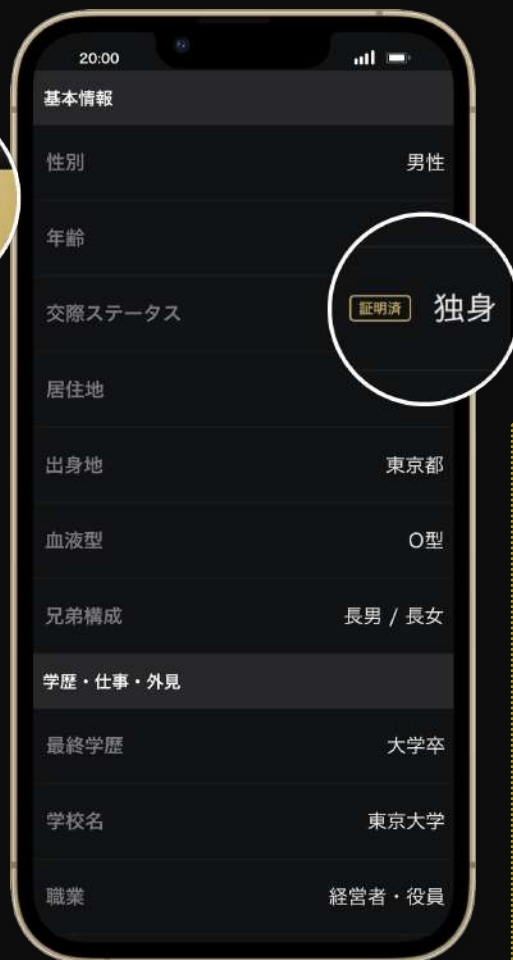 20:00
基本情報
性別 男性
年齢
交際ステータス 証明済 独身
居住地
出身地 東京都
血液型 O型
兄弟構成 長男 / 長女
学歴・仕事・外見
最終学歴 大学卒
学校名 東京大学
職業 経営者・役員